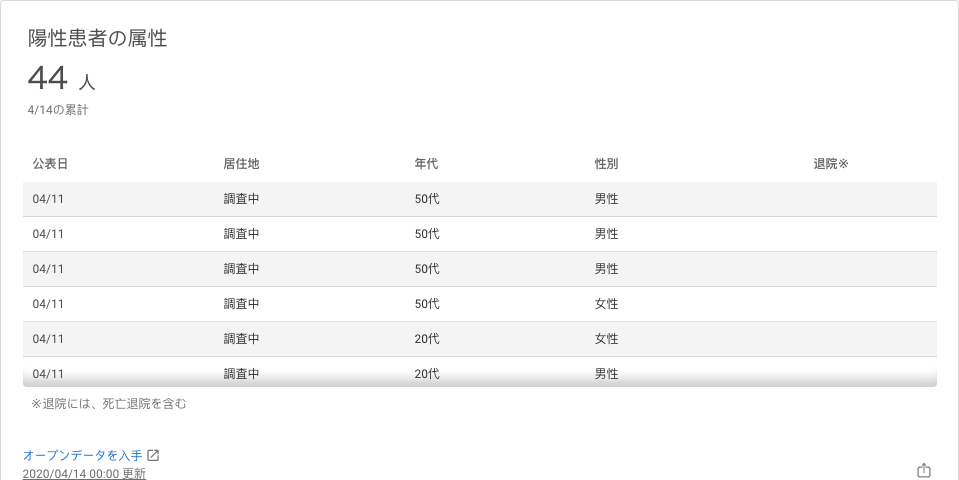 陽性患者の属性
44 人
4/14の累計
公表日 居住地 年代 性別 退院※
04/11 調査中 50代 男性
04/11 調査中 50代 男性
04/11 調査中 50代 男性
04/11 調査中 50代 女性
04/11 調査中 20代 女性
04/11 調査中 20代 男性
※退院には、死亡退院を含む
オープンデータを入手
2020/04/14 00:00 更新